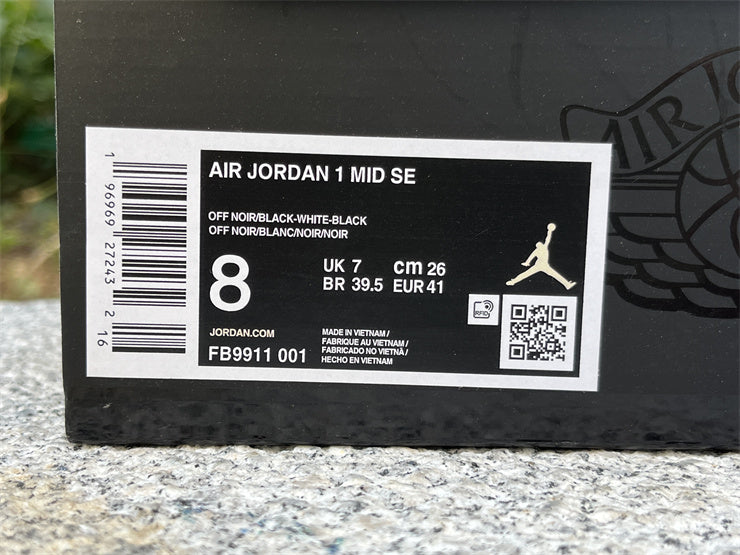 AIR JORDAN 1 MID SE
OFF NOIR/BLACK-WHITE-BLACK
OFF NOIR/BLANC/NOIR/NOIR
8
UK 7 cm 26
BR 39.5 EUR 41
RFID
JORDAN.COM
FB9911 001
MADE IN VIETNAM /
FABRIQUE AU VIETNAM /
FABRICADO NO VIETNÃ /
HECHO EN VIETNAM
1 96969 27243 2 16
AIR JO